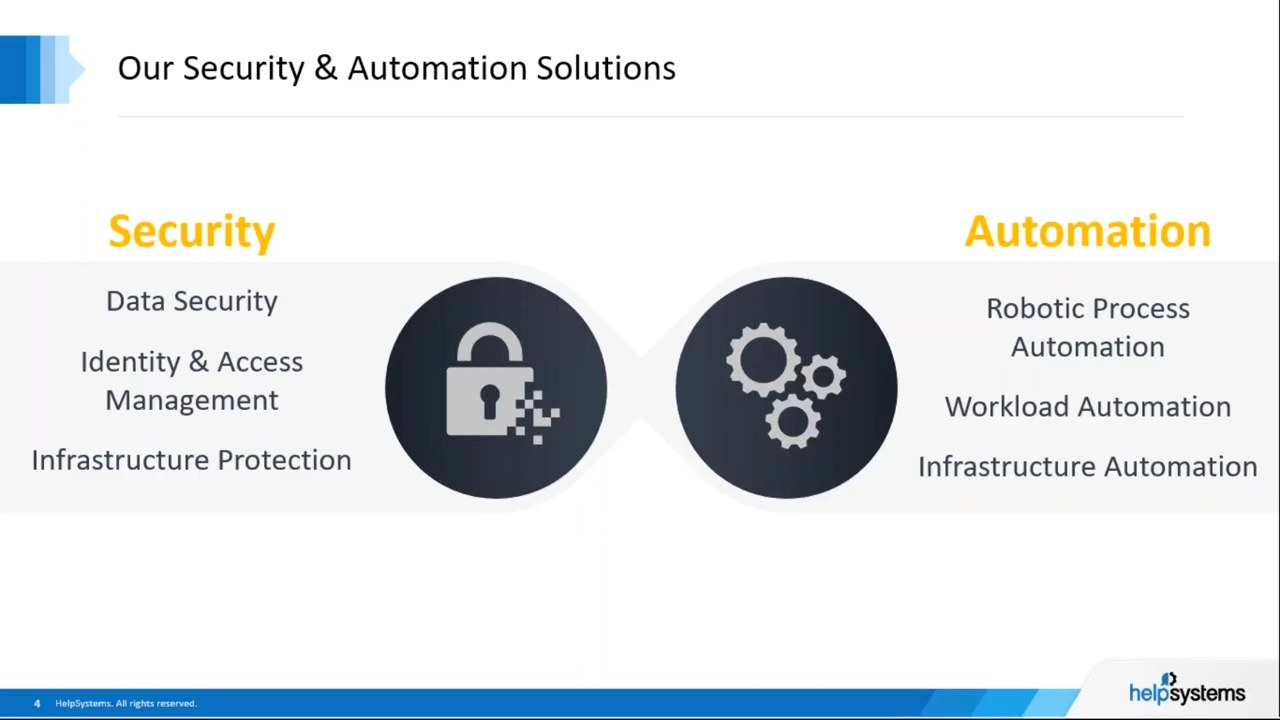 Our Security & Automation Solutions
Security
Data Security
Identity & Access
Management
Infrastructure Protection
Automation
Robotic Process
Automation
Workload Automation
Infrastructure Automation
4 HelpSystems. All rights reserved.
helpsystems